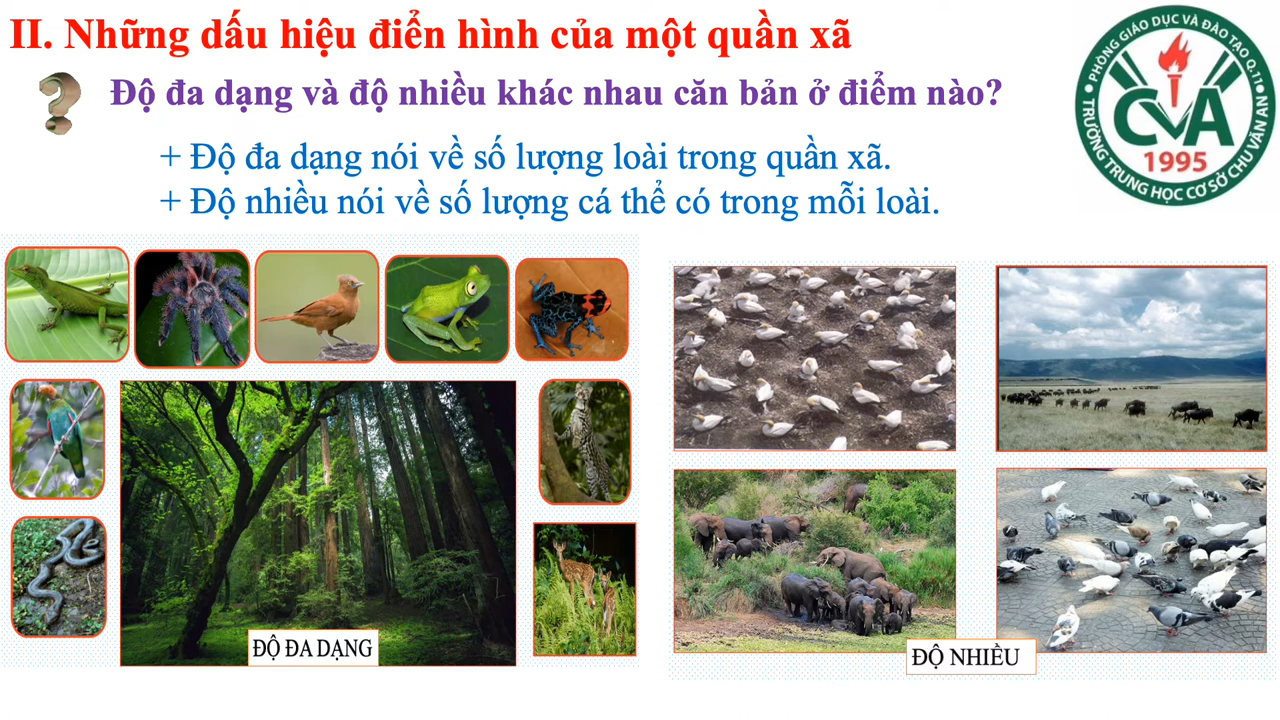 II. Những dấu hiệu điển hình của một quần xã
Độ đa dạng và độ nhiều khác nhau căn bản ở điểm nào?
+ Độ đa dạng nói về số lượng loài trong quần xã.
+ Độ nhiều nói về số lượng cá thể có trong mỗi loài.
PHÒNG GIÁO DỤC VÀ ĐÀO TẠO Q.11
CVA
1995
TRƯỜNG TRUNG HỌC CƠ SỞ CHU VĂN AN
ĐỘ ĐA DẠNG
ĐỘ NHIỀU